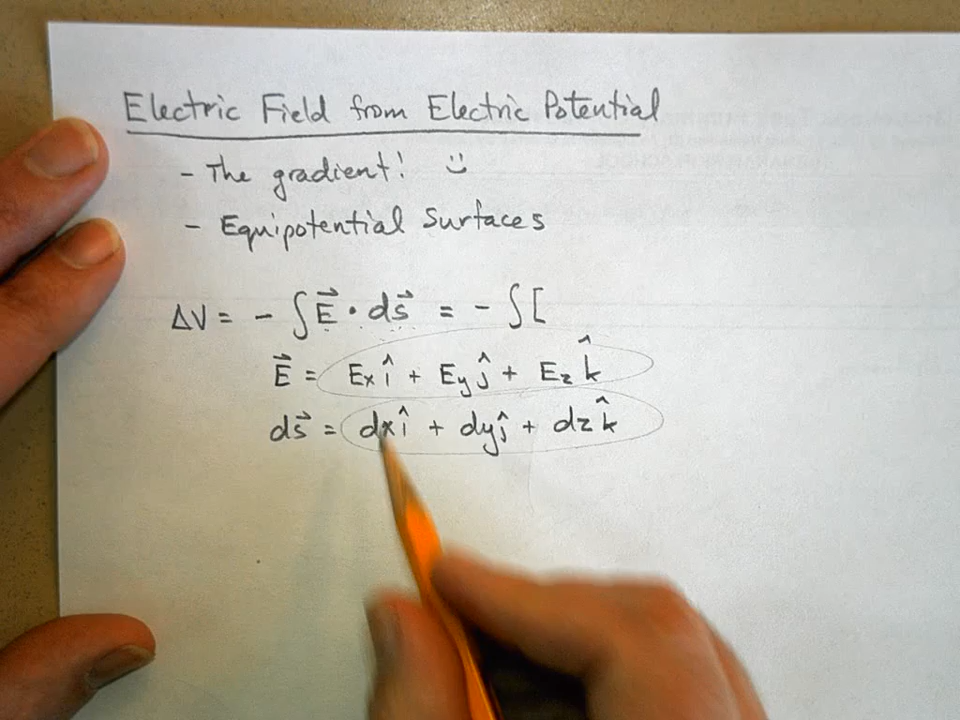 Electric Field from Electric Potential
- The gradient! :)
- Equipotential Surfaces
ΔV = - ∫E⃗ • ds⃗ = - ∫[
E⃗ = Ex î + Ey ĵ + Ez k̂
ds⃗ = dx î + dy ĵ + dz k̂